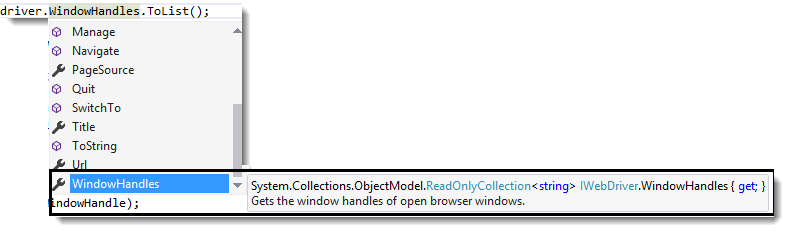 driver.WindowHandles.ToList();
Manage
Navigate
PageSource
Quit
SwitchTo
Title
ToString
Url
WindowHandles
System.Collections.ObjectModel.ReadOnlyCollection<string> IWebDriver.WindowHandles { get; }
Gets the window handles of open browser windows.
indowHandle);